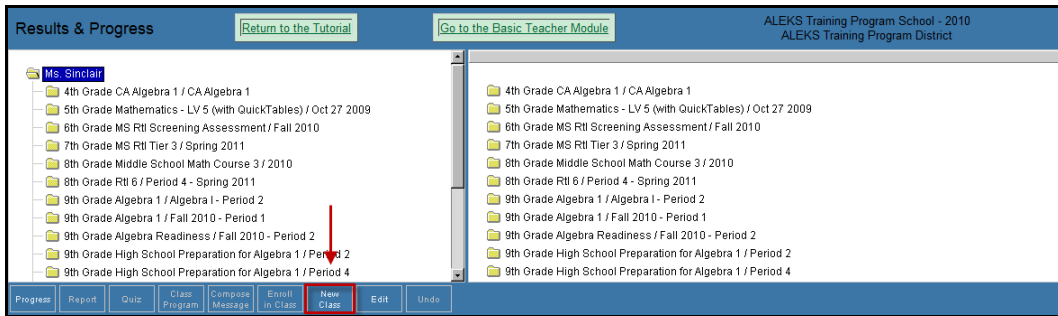 Results & Progress
Return to the Tutorial
Go to the Basic Teacher Module
ALEKS Training Program School - 2010
ALEKS Training Program District
Ms. Sinclair
4th Grade CA Algebra 1 / CA Algebra 1
5th Grade Mathematics - LV 5 (with QuickTables) / Oct 27 2009
6th Grade MS RtI Screening Assessment / Fall 2010
7th Grade MS RtI Tier 3 / Spring 2011
8th Grade Middle School Math Course 3 / 2010
8th Grade RtI 6 / Period 4 - Spring 2011
9th Grade Algebra 1 / Algebra I - Period 2
9th Grade Algebra 1 / Fall 2010 - Period 1
9th Grade Algebra Readiness / Fall 2010 - Period 2
9th Grade High School Preparation for Algebra 1 / Period 2
9th Grade High School Preparation for Algebra 1 / Period 4
4th Grade CA Algebra 1 / CA Algebra 1
5th Grade Mathematics - LV 5 (with QuickTables) / Oct 27 2009
6th Grade MS RtI Screening Assessment / Fall 2010
7th Grade MS RtI Tier 3 / Spring 2011
8th Grade Middle School Math Course 3 / 2010
8th Grade RtI 6 / Period 4 - Spring 2011
9th Grade Algebra 1 / Algebra I - Period 2
9th Grade Algebra 1 / Fall 2010 - Period 1
9th Grade Algebra Readiness / Fall 2010 - Period 2
9th Grade High School Preparation for Algebra 1 / Period 2
9th Grade High School Preparation for Algebra 1 / Period 4
Progress
Report
Quiz
Class
Program
Compose
Message
Enroll
in Class
New
Class
Edit
Undo